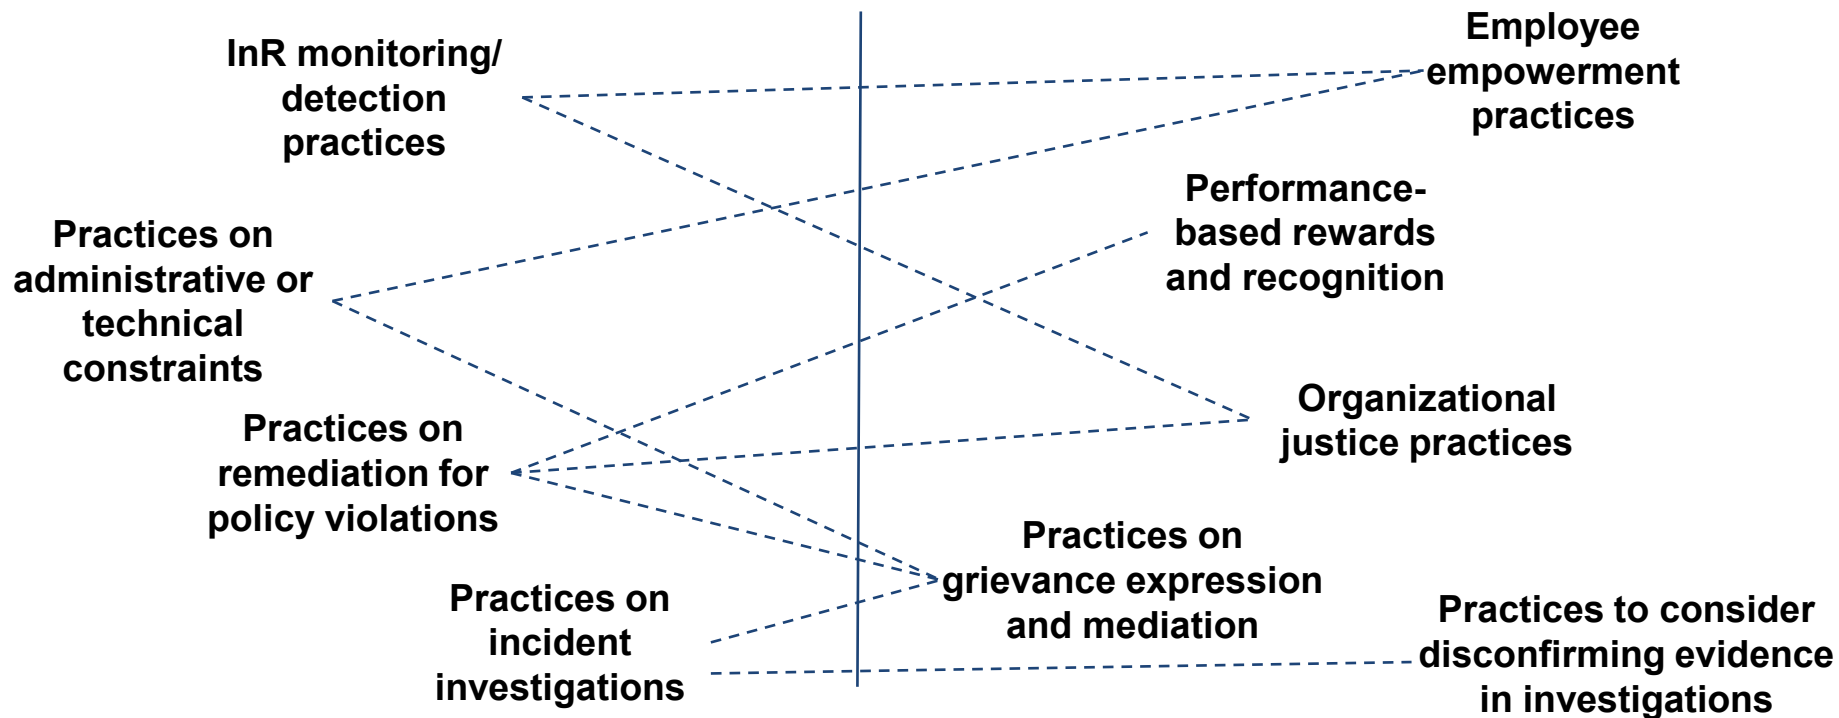 InR monitoring/
detection
practices
Employee
empowerment
practices
Performance-
based rewards
and recognition
Practices on
administrative or
technical
constraints
Organizational
justice practices
Practices on
remediation for
policy violations
Practices on
grievance expression
and mediation
Practices on
incident
investigations
Practices to consider
disconfirming evidence
in investigations